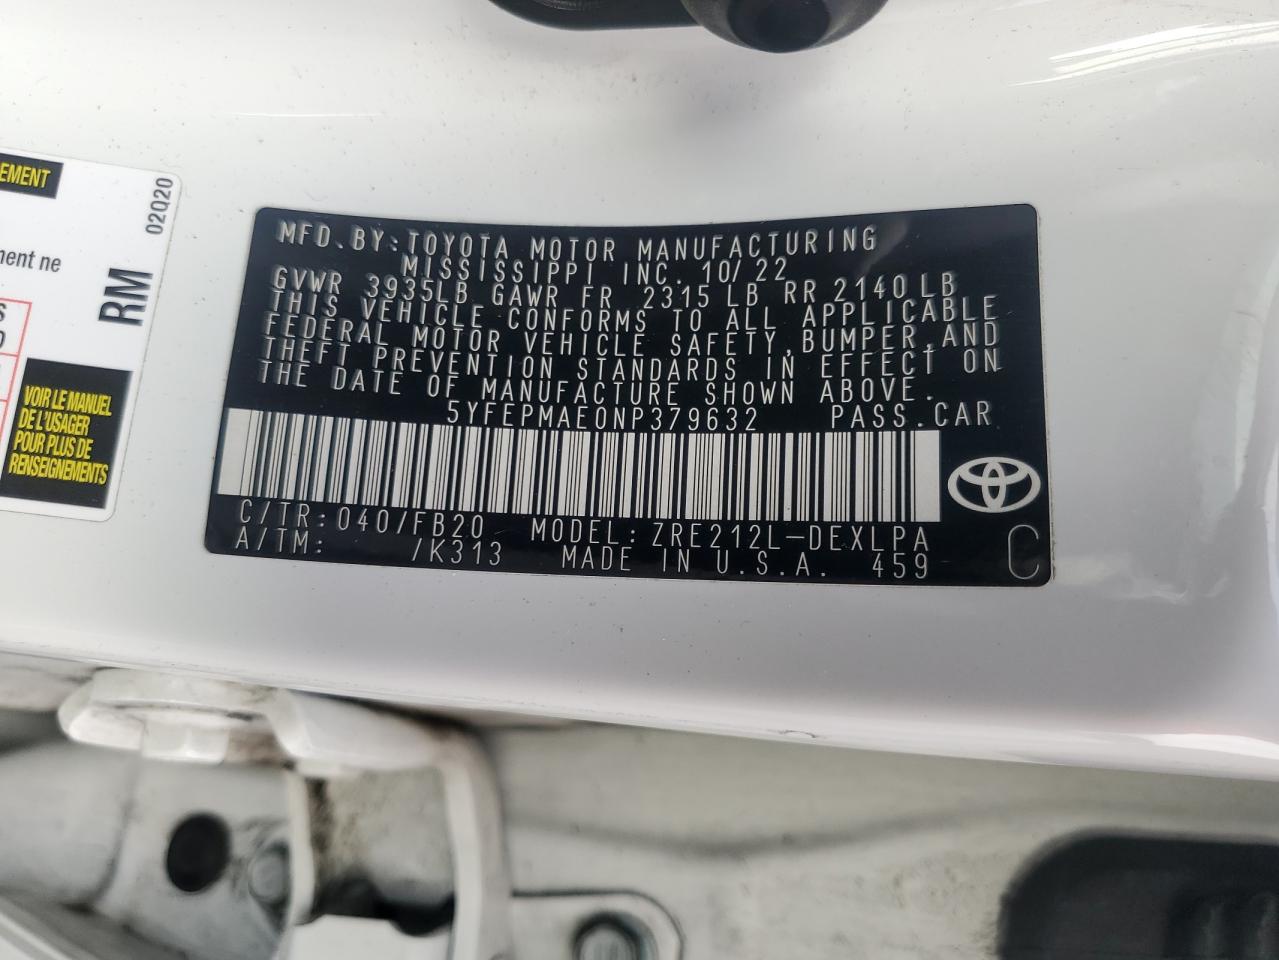 EMENT
02Q20
nent ne
RM
VOIR LE MANUEL
DE L'USAGER
POUR PLUS DE
RENSEIGNEMENTS
MFD. BY: TOYOTA MOTOR MANUFACTURING
MISSISSIPPI INC. 10/22
GVWR 3935LB GAWR FR 2315 LB RR 2140 LB
THIS VEHICLE CONFORMS TO ALL APPLICABLE
FEDERAL MOTOR VEHICLE SAFETY, BUMPER, AND
THEFT PREVENTION STANDARDS IN EFFECT ON
THE DATE OF MANUFACTURE SHOWN ABOVE.
5YFEPMAE0NP379632 PASS. CAR
C/TR: 040/FB20 MODEL: ZRE212L-DEXLPA
A/TM: /K313 MADE IN U.S.A. 459 C